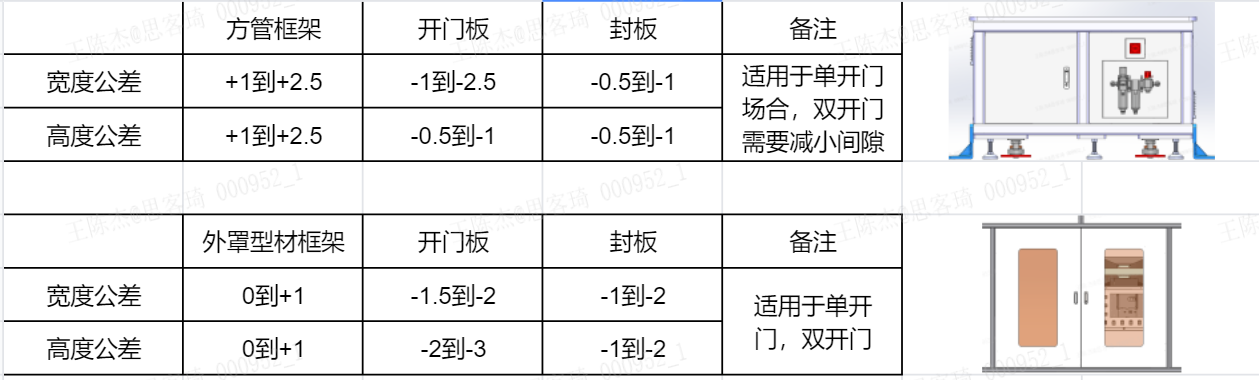 方管框架 开门板 封板 备注
宽度公差 +1到+2.5 -1到-2.5 -0.5到-1 适用于单开门
场合，双开门
需要减小间隙
高度公差 +1到+2.5 -0.5到-1 -0.5到-1
外罩型材框架 开门板 封板 备注
宽度公差 0到+1 -1.5到-2 -1到-2 适用于单开
门，双开门
高度公差 0到+1 -2到-3 -1到-2
王陈杰@思客琦 000952_1